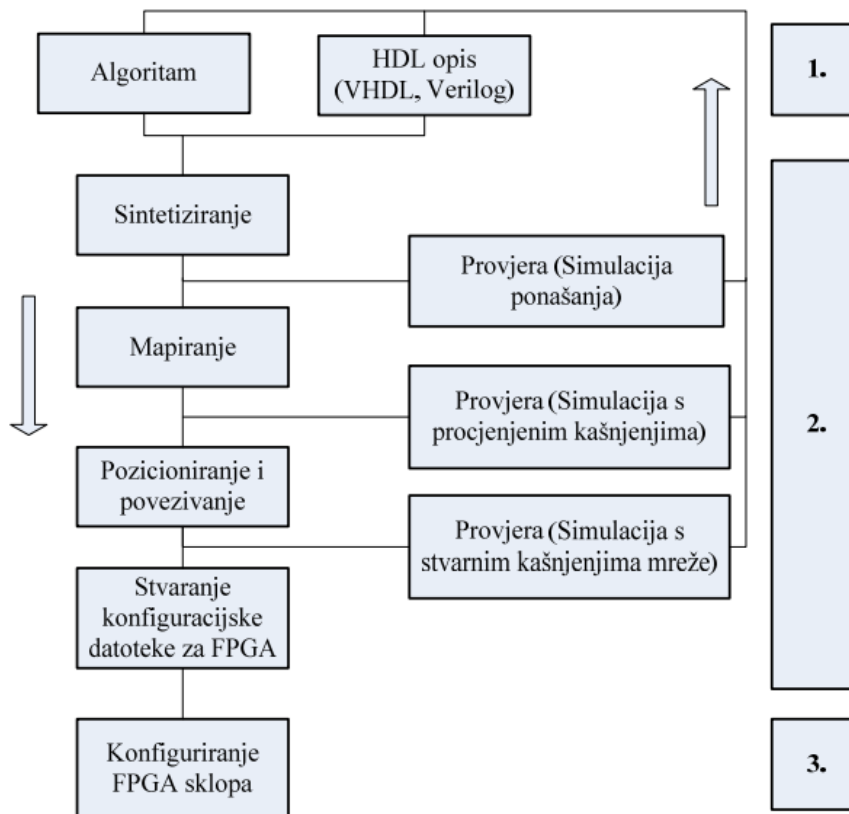 Algoritam
HDL opis
(VHDL, Verilog)
1.
Sintetiziranje
Provjera (Simulacija
ponašanja)
Mapiranje
Provjera (Simulacija s
procjenjenim kašnjenjima)
2.
Pozicioniranje i
povezivanje
Provjera (Simulacija s
stvarnim kašnjenjima mreže)
Stvaranje
konfiguracijske
datoteke za FPGA
Konfiguriranje
FPGA sklopa
3.